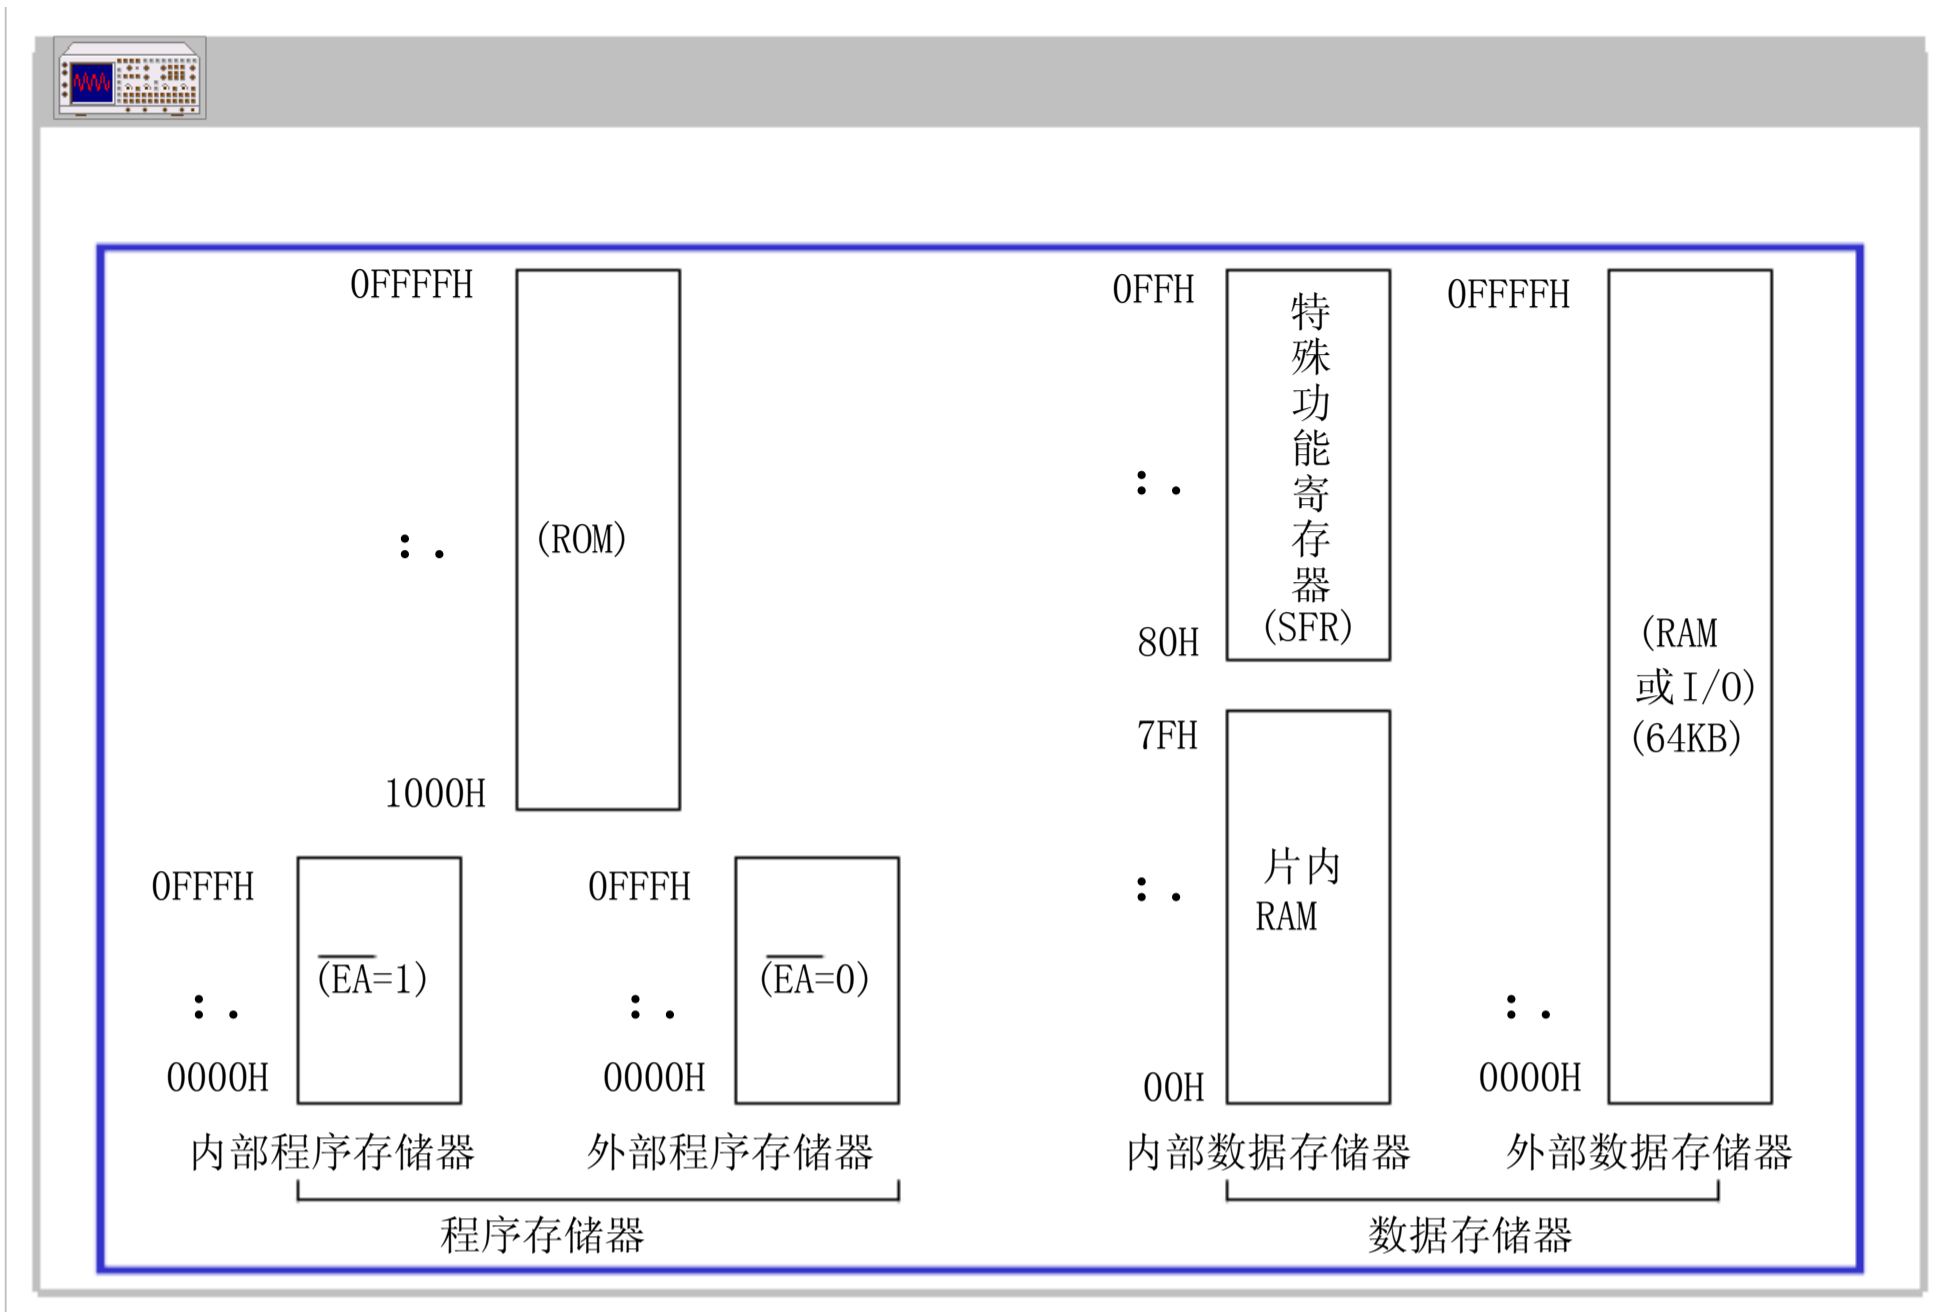 0FFFFH
(ROM)
1000H
0FFFH
(EA=1)
0000H
内部程序存储器
0FFFH
(EA=0)
0000H
外部程序存储器
程序存储器
0FFH
特
殊
功
能
寄
存
器
(SFR)
80H
7FH
片内
RAM
00H
内部数据存储器
0FFFFH
(RAM
或I/O)
(64KB)
0000H
外部数据存储器
数据存储器